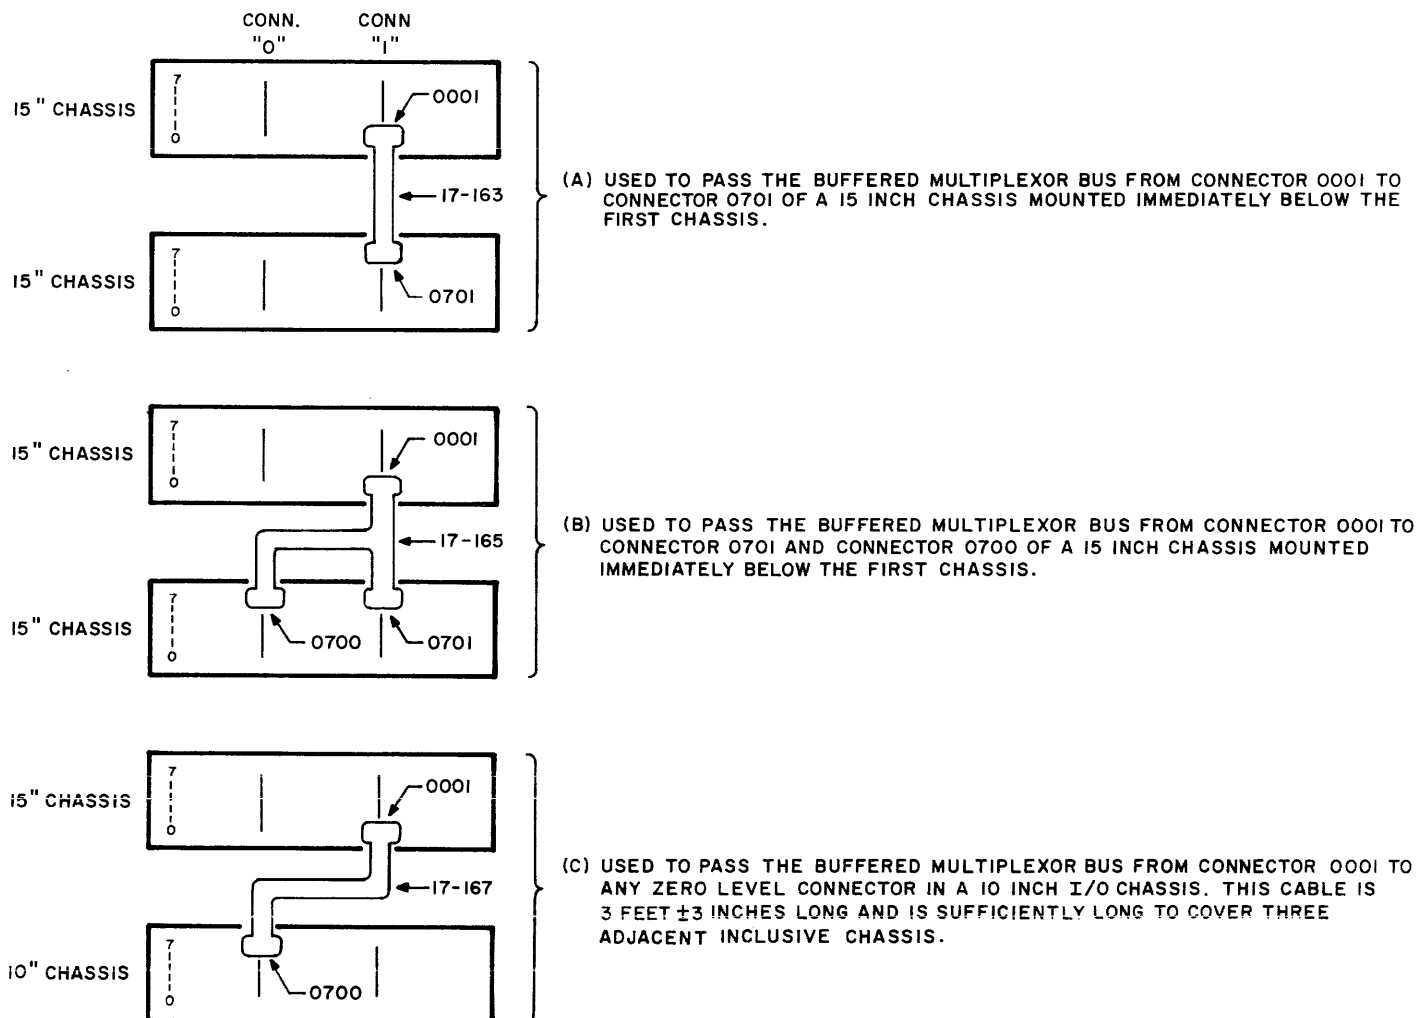 CONN. CONN
"0" "1"
15" CHASSIS
7
0
0001
17-163
15" CHASSIS
7
0
0701
(A) USED TO PASS THE BUFFERED MULTIPLEXOR BUS FROM CONNECTOR 0001 TO
CONNECTOR 0701 OF A 15 INCH CHASSIS MOUNTED IMMEDIATELY BELOW THE
FIRST CHASSIS.
15" CHASSIS
7
0
0001
17-165
15" CHASSIS
7
0
0700
0701
(B) USED TO PASS THE BUFFERED MULTIPLEXOR BUS FROM CONNECTOR 0001 TO
CONNECTOR 0701 AND CONNECTOR 0700 OF A 15 INCH CHASSIS MOUNTED
IMMEDIATELY BELOW THE FIRST CHASSIS.
15" CHASSIS
7
0
0001
17-167
10" CHASSIS
7
0
0700
(C) USED TO PASS THE BUFFERED MULTIPLEXOR BUS FROM CONNECTOR 0001 TO
ANY ZERO LEVEL CONNECTOR IN A 10 INCH I/O CHASSIS. THIS CABLE IS
3 FEET ±3 INCHES LONG AND IS SUFFICIENTLY LONG TO COVER THREE
ADJACENT INCLUSIVE CHASSIS.